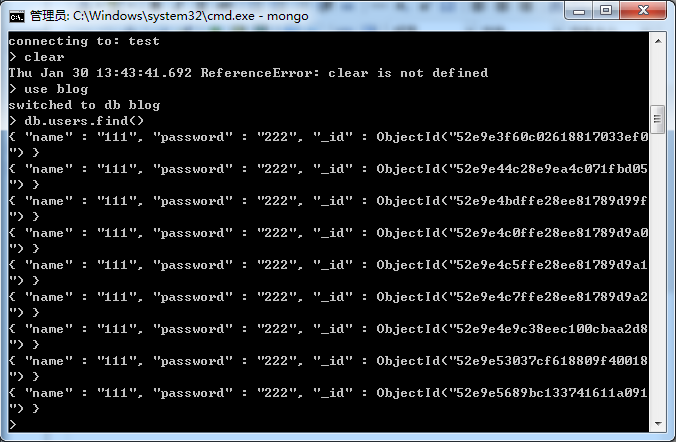 管理员: C:\Windows\system32\cmd.exe - mongo
connecting to: test
> clear
Thu Jan 30 13:43:41.692 ReferenceError: clear is not defined
> use blog
switched to db blog
> db.users.find()
{ "name" : "111", "password" : "222", "_id" : ObjectId("52e9e3f60c02618817033ef0
") }
{ "name" : "111", "password" : "222", "_id" : ObjectId("52e9e44c28e9ea4c071fbd05
") }
{ "name" : "111", "password" : "222", "_id" : ObjectId("52e9e4bdffe28ee81789d99f
") }
{ "name" : "111", "password" : "222", "_id" : ObjectId("52e9e4c0ffe28ee81789d9a0
") }
{ "name" : "111", "password" : "222", "_id" : ObjectId("52e9e4c5ffe28ee81789d9a1
") }
{ "name" : "111", "password" : "222", "_id" : ObjectId("52e9e4c7ffe28ee81789d9a2
") }
{ "name" : "111", "password" : "222", "_id" : ObjectId("52e9e4e9c38eec100cbaa2d8
") }
{ "name" : "111", "password" : "222", "_id" : ObjectId("52e9e53037cf618809f40018
") }
{ "name" : "111", "password" : "222", "_id" : ObjectId("52e9e5689bc133741611a091
") }
>